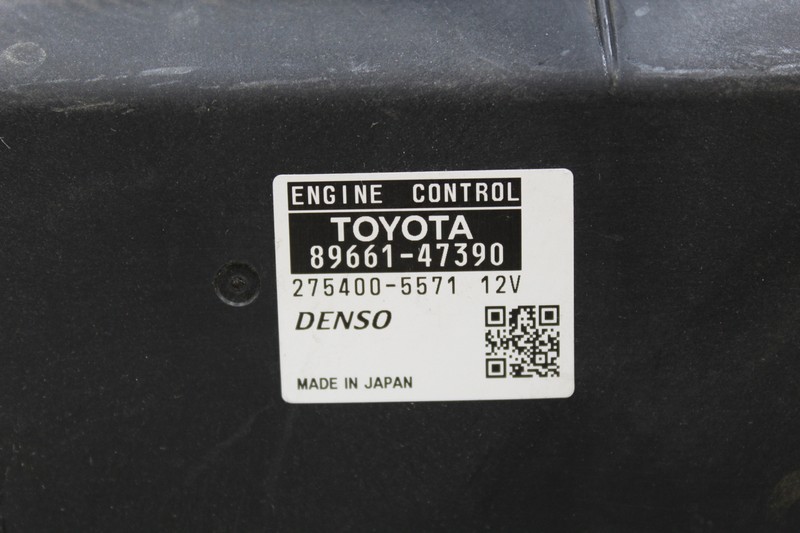 ENGINE CONTROL
TOYOTA
89661-47390
275400-5571 12V
DENSO
MADE IN JAPAN